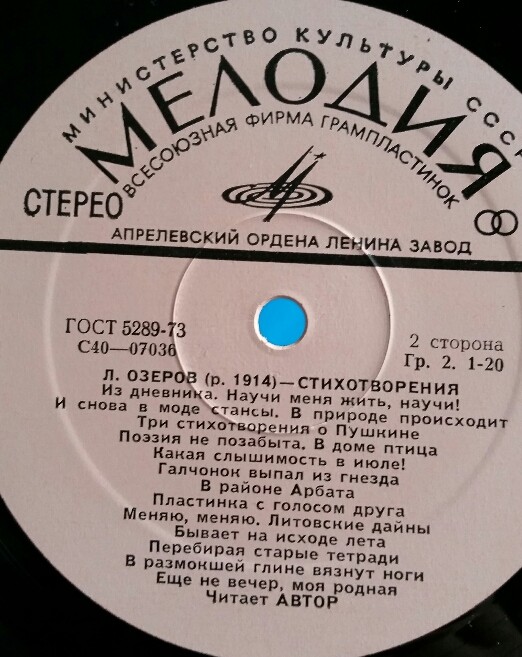 МИНИСТЕРСТВО КУЛЬТУРЫ СССР
МЕЛОДИЯ
ВСЕСОЮЗНАЯ ФИРМА ГРАМПЛАСТИНОК
СТЕРЕО
АПРЕЛЕВСКИЙ ОРДЕНА ЛЕНИНА ЗАВОД
ГОСТ 5289-73
С40—07036
2 сторона
Гр. 2. 1-20
Л. ОЗЕРОВ (р. 1914)—СТИХОТВОРЕНИЯ
Из дневника. Научи меня жить, научи!
И снова в моде стансы. В природе происходит
Три стихотворения о Пушкине
Поэзия не позабыта. В доме птица
Какая слышимость в июле!
Галчонок выпал из гнезда
В районе Арбата
Пластинка с голосом друга
Меняю, меняю. Литовские дайны
Бывает на исходе лета
Перебирая старые тетради
В размокшей глине вязнут ноги
Еще не вечер, моя родная
Читает АВТОР